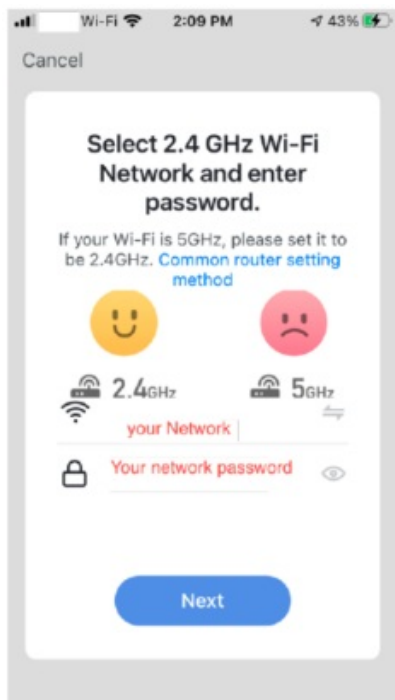 Wi-Fi 2:09 PM 43%
Cancel
Select 2.4 GHz Wi-Fi
Network and enter
password.
If your Wi-Fi is 5GHz, please set it to
be 2.4GHz. Common router setting
method
2.4GHz 5GHz
your Network
Your network password
Next